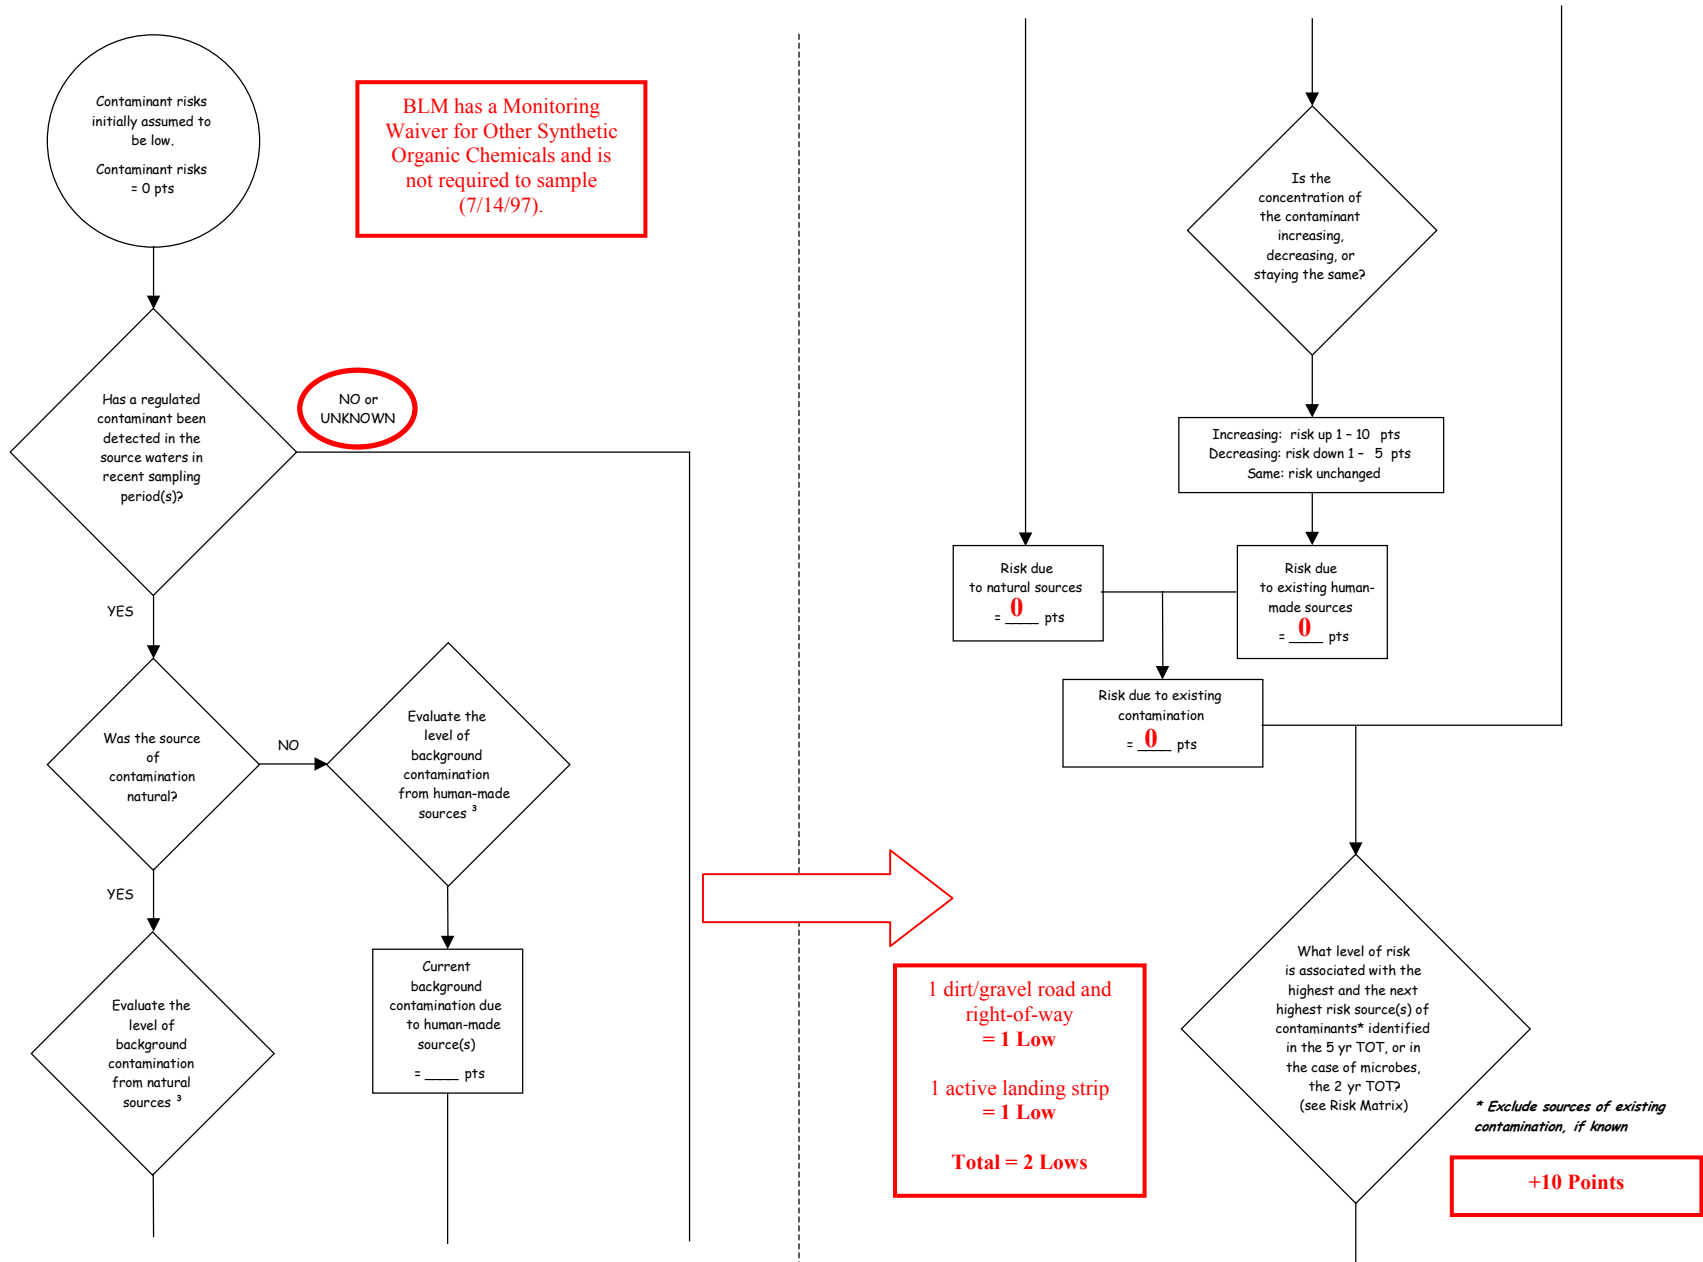 Contaminant risks
initially assumed to
be low.
Contaminant risks
= 0 pts
BLM has a Monitoring
Waiver for Other Synthetic
Organic Chemicals and is
not required to sample
(7/14/97).
Has a regulated
contaminant been
detected in the
source waters in
recent sampling
period(s)?
NO or
UNKNOWN
YES
Was the source
of
contamination
natural?
NO
Evaluate the
level of
background
contamination
from human-made
sources ³
YES
Evaluate the
level of
background
contamination
from natural
sources ³
Current
background
contamination due
to human-made
source(s)
= ____ pts
Is the
concentration of
the contaminant
increasing,
decreasing, or
staying the same?
Increasing: risk up 1 – 10 pts
Decreasing: risk down 1 – 5 pts
Same: risk unchanged
Risk due
to natural sources
= 0 pts
Risk due
to existing human-
made sources
= 0 pts
Risk due to existing
contamination
= 0 pts
1 dirt/gravel road and
right-of-way
= 1 Low
1 active landing strip
= 1 Low
Total = 2 Lows
What level of risk
is associated with the
highest and the next
highest risk source(s) of
contaminants* identified
in the 5 yr TOT, or in
the case of microbes,
the 2 yr TOT?
(see Risk Matrix)
* Exclude sources of existing
contamination, if known
+10 Points